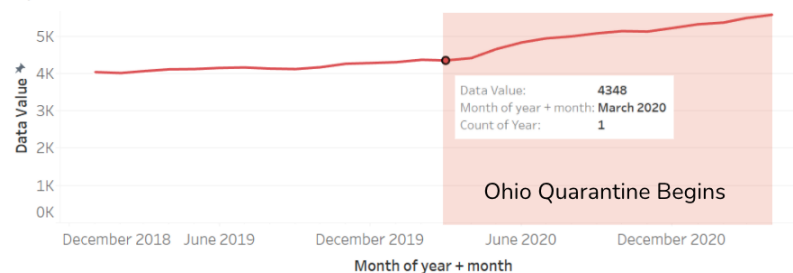 5K
4K
3K
2K
1K
0K
Data Value
Data Value: 4348
Month of year + month: March 2020
Count of Year: 1
Ohio Quarantine Begins
December 2018 June 2019 December 2019 June 2020 December 2020
Month of year + month